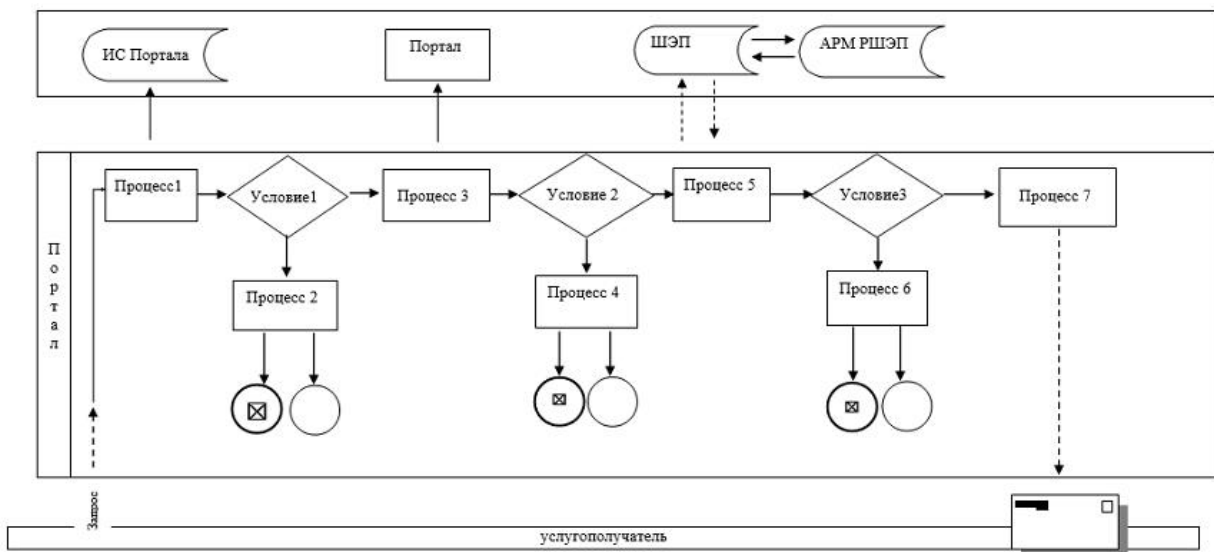 ИС Портала
Портал
ШЭП
АРМ РШЭП
Процесс1
Условие1
Процесс 3
Условие 2
Процесс 5
Условие3
Процесс 7
Портал
Процесс 2
Процесс 4
Процесс 6
Запрос
услугополучатель